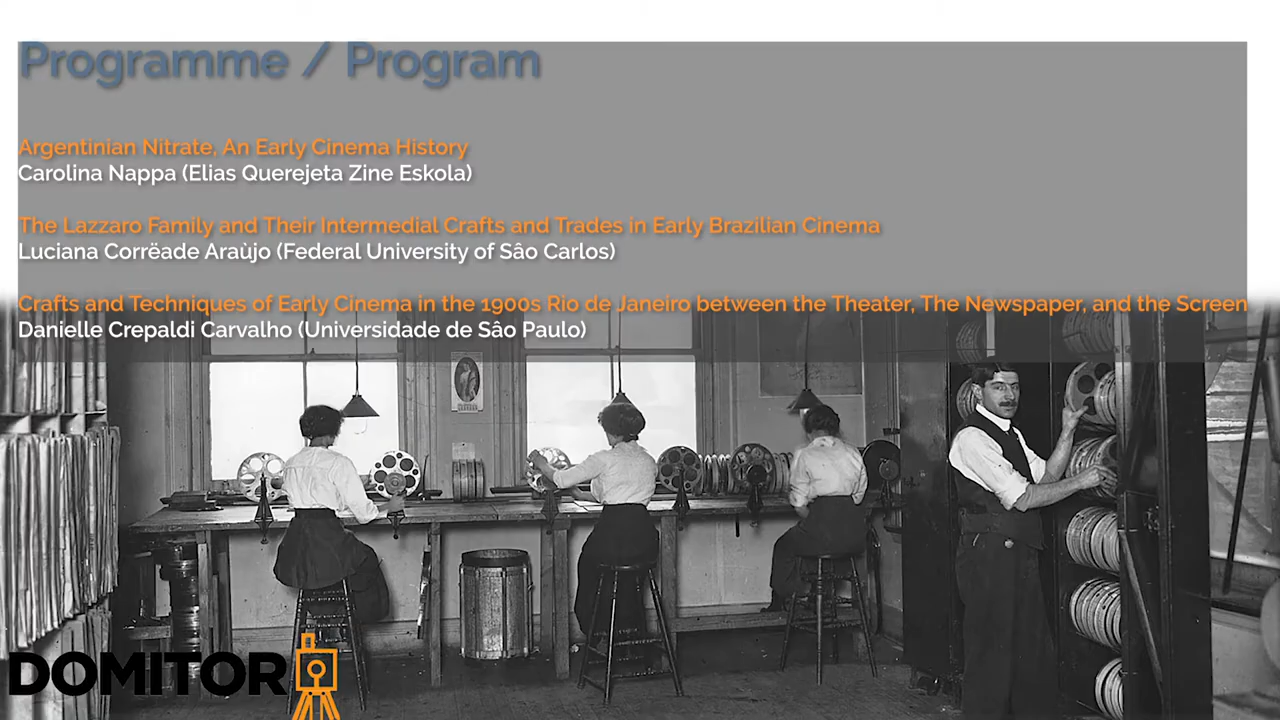 Programme / Program
Argentinian Nitrate, An Early Cinema History
Carolina Nappa (Elias Querejeta Zine Eskola)
The Lazzaro Family and Their Intermedial Crafts and Trades in Early Brazilian Cinema
Luciana Corrëade Araùjo (Federal University of Sâo Carlos)
Crafts and Techniques of Early Cinema in the 1900s Rio de Janeiro between the Theater, The Newspaper, and the Screen
Danielle Crepaldi Carvalho (Universidade de Sâo Paulo)
DOMITOR